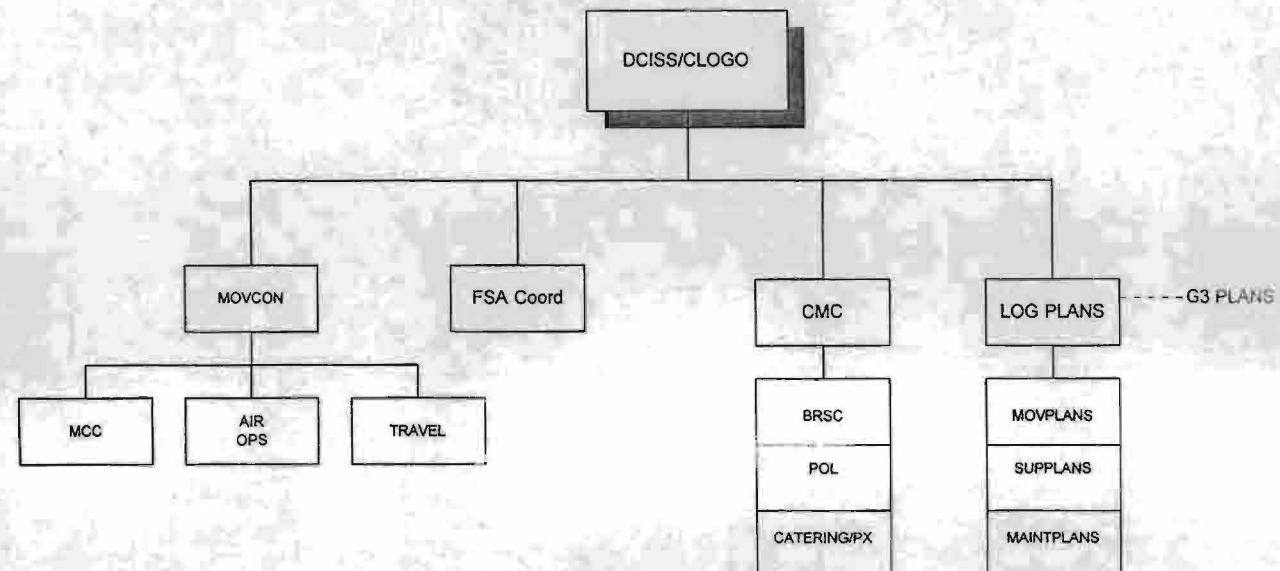 DCISS/CLOGO
MOVCON
FSA Coord
CMC
LOG PLANS
G3 PLANS
MCC
AIR
OPS
TRAVEL
BRSC
POL
CATERING/PX
MOVPLANS
SUPPLANS
MAINTPLANS